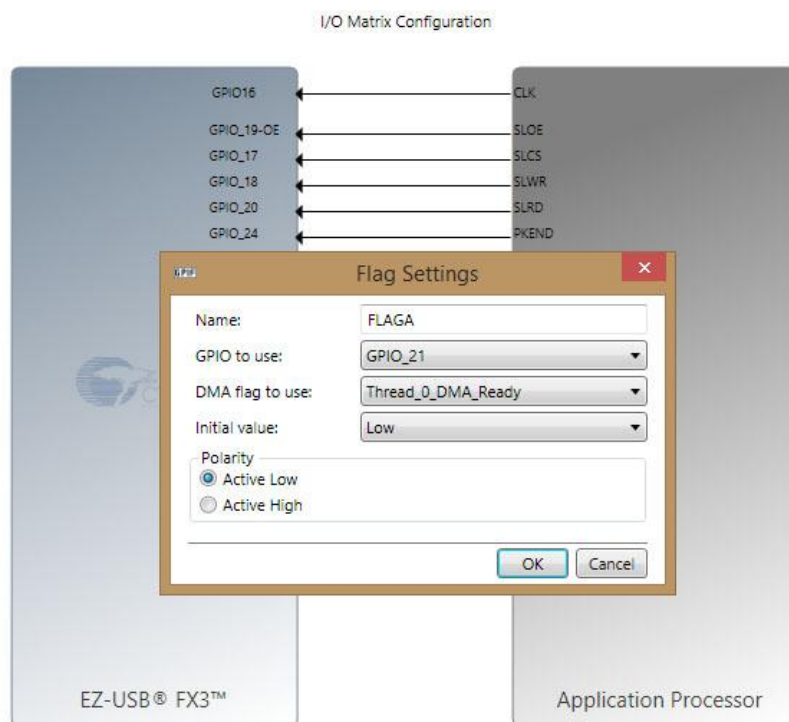 I/O Matrix Configuration
GPIO16 CLK
GPIO_19-OE SLOE
GPIO_17 SLCS
GPIO_18 SLWR
GPIO_20 SLRD
GPIO_24 PKEND
Flag Settings
Name: FLAGA
GPIO to use: GPIO_21
DMA flag to use: Thread_0_DMA_Ready
Initial value: Low
Polarity
Active Low
Active High
OK Cancel
EZ-USB® FX3™ Application Processor